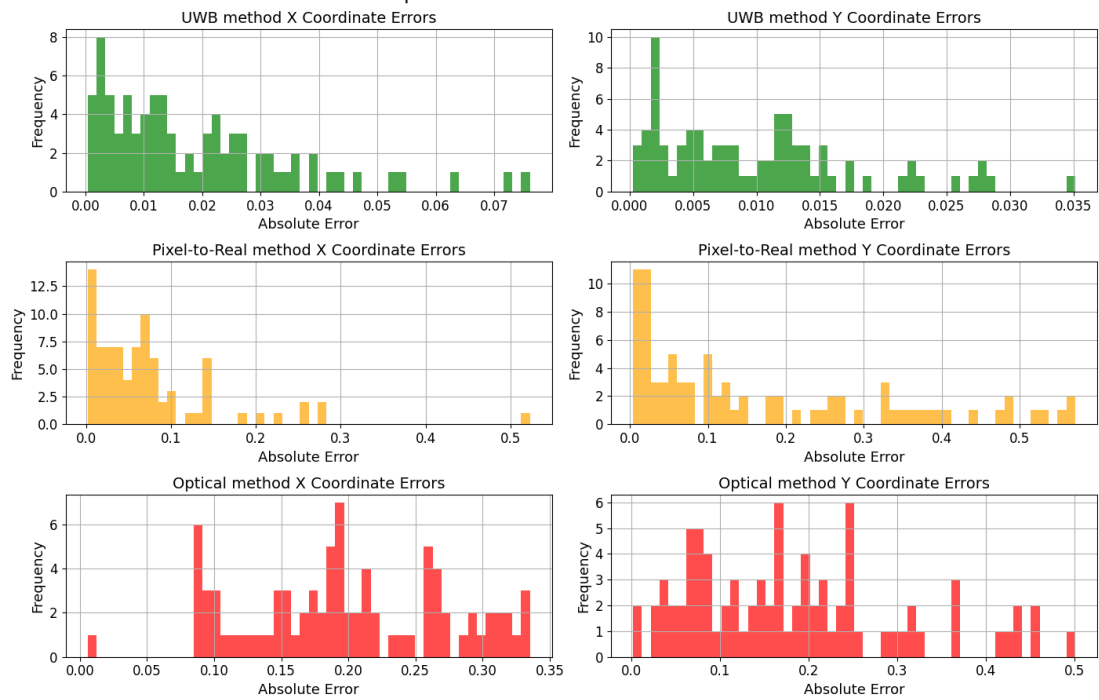 UWB method X Coordinate Errors
8
6
4
2
0
Frequency
0.00 0.01 0.02 0.03 0.04 0.05 0.06 0.07
Absolute Error
UWB method Y Coordinate Errors
10
8
6
4
2
0
Frequency
0.000 0.005 0.010 0.015 0.020 0.025 0.030 0.035
Absolute Error
Pixel-to-Real method X Coordinate Errors
12.5
10.0
7.5
5.0
2.5
0.0
Frequency
0.0 0.1 0.2 0.3 0.4 0.5
Absolute Error
Pixel-to-Real method Y Coordinate Errors
10
8
6
4
2
0
Frequency
0.0 0.1 0.2 0.3 0.4 0.5
Absolute Error
Optical method X Coordinate Errors
6
4
2
0
Frequency
0.00 0.05 0.10 0.15 0.20 0.25 0.30 0.35
Absolute Error
Optical method Y Coordinate Errors
6
5
4
3
2
1
0
Frequency
0.0 0.1 0.2 0.3 0.4 0.5
Absolute Error